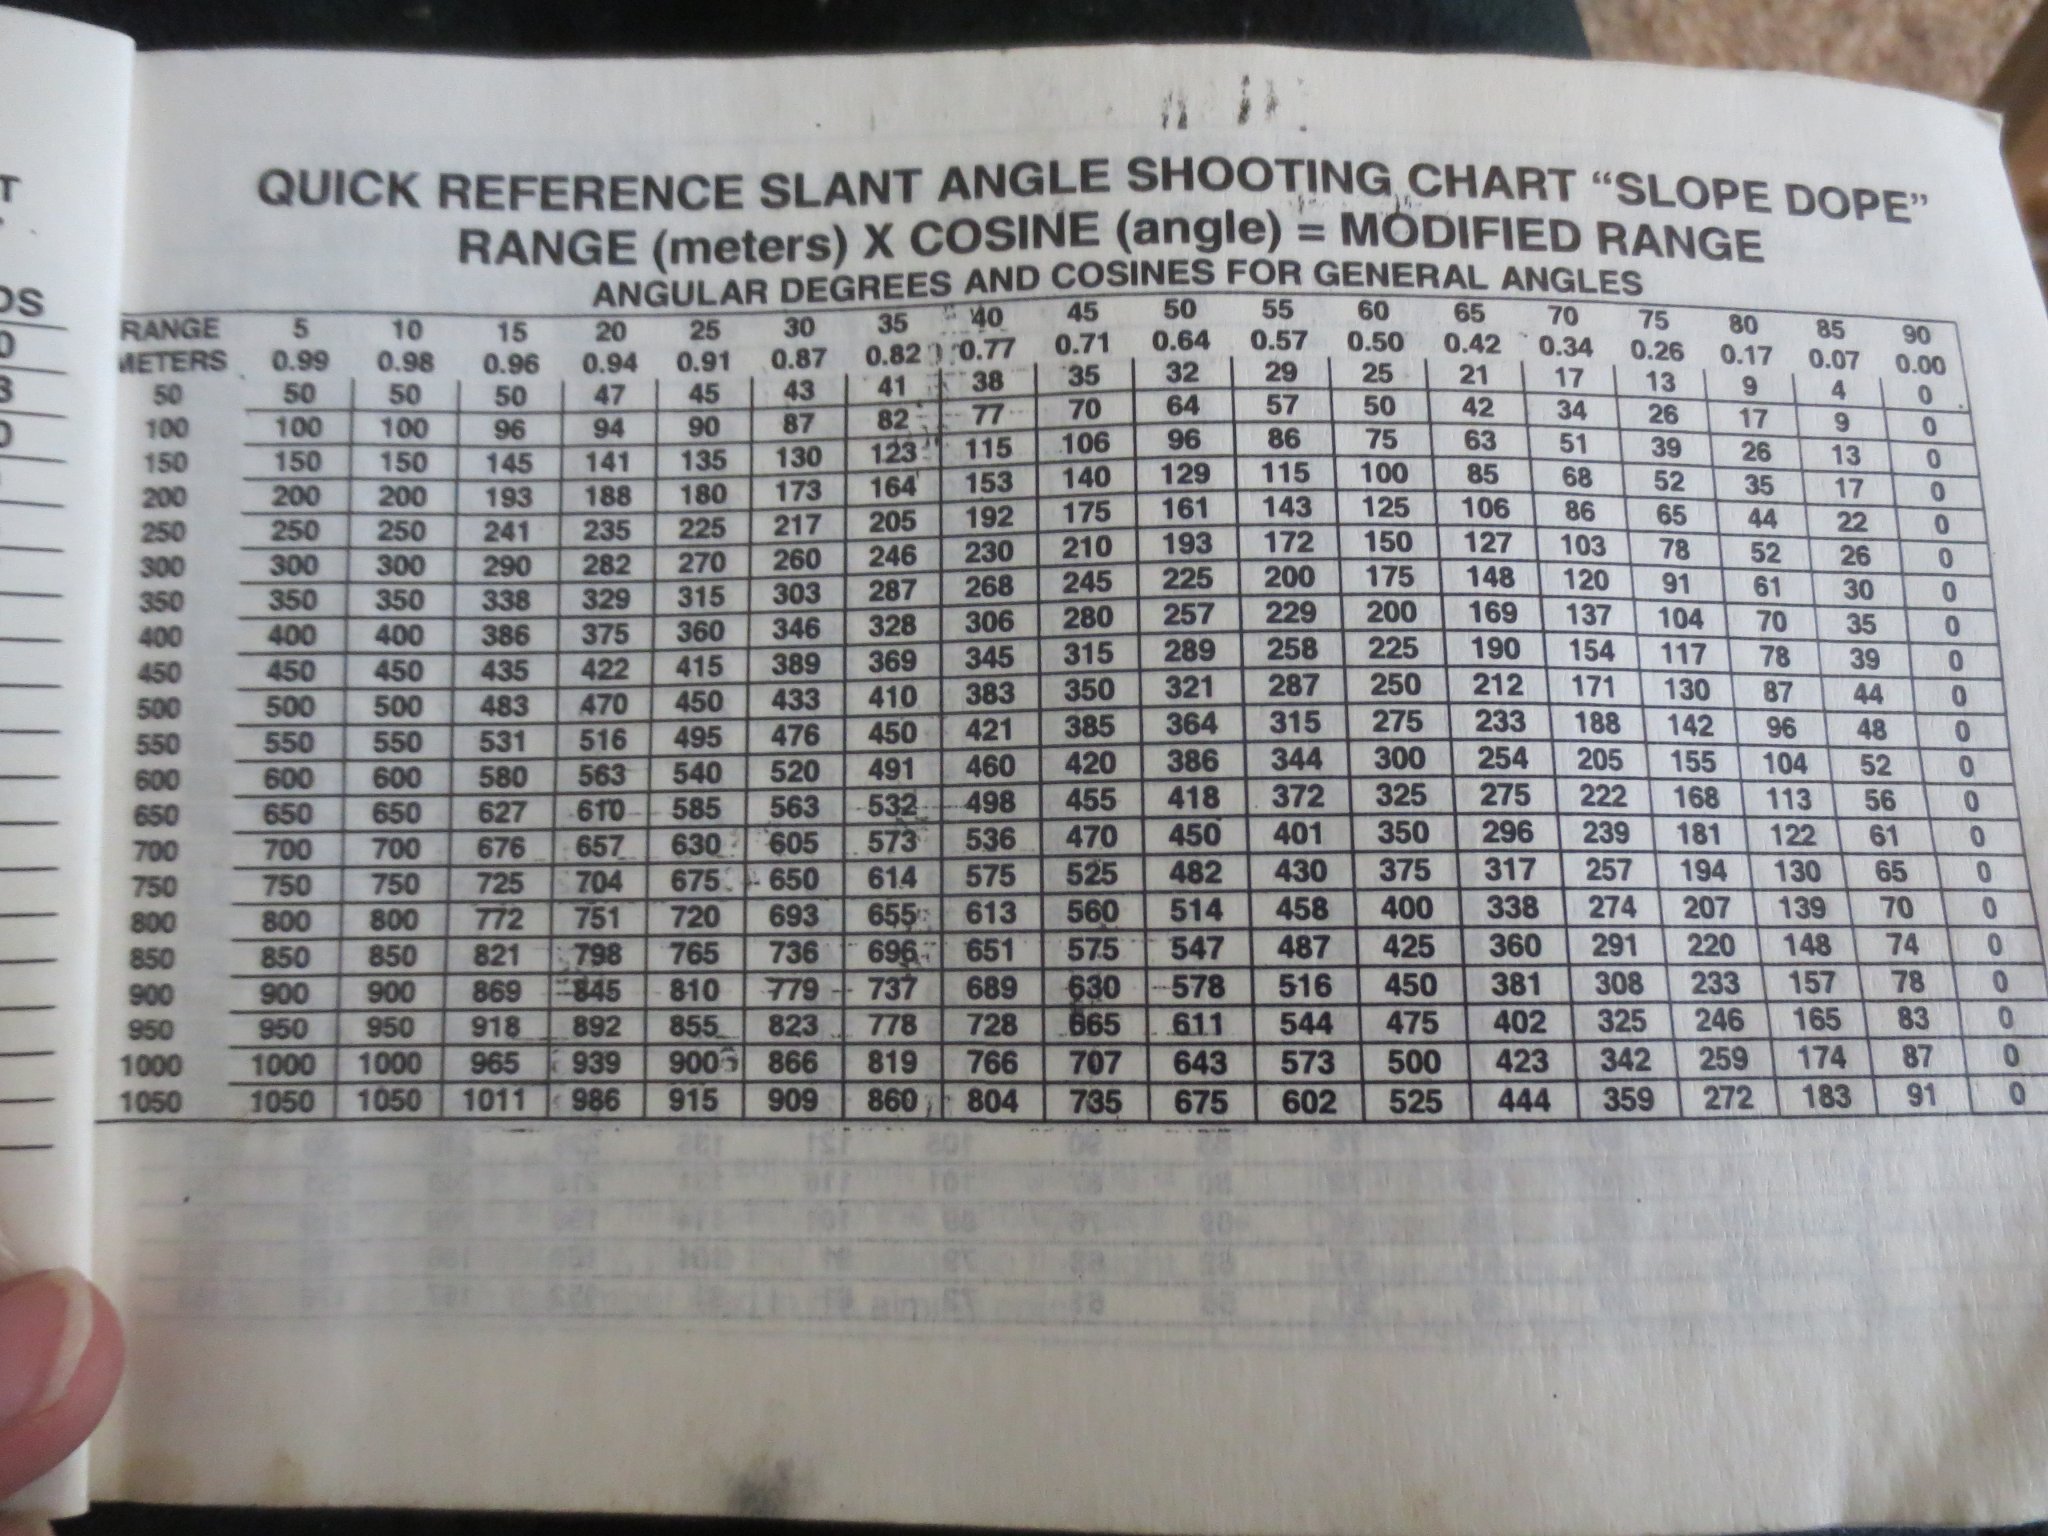 T
OS
0
3
0
QUICK REFERENCE SLANT ANGLE SHOOTING CHART “SLOPE DOPE”
RANGE (meters) X COSINE (angle) = MODIFIED RANGE
ANGULAR DEGREES AND COSINES FOR GENERAL ANGLES
RANGE 5 10 15 20 25 30 35 40 45 50 55 60 65 70 75 80 85 90
METERS 0.99 0.98 0.96 0.94 0.91 0.87 0.82 0.77 0.71 0.64 0.57 0.50 0.42 0.34 0.26 0.17 0.07 0.00
50 50 50 50 47 45 43 41 38 35 32 29 25 21 17 13 9 4 0
100 100 100 96 94 90 87 82 77 70 64 57 50 42 34 26 17 9 0
150 150 150 145 141 135 130 123 115 106 96 86 75 63 51 39 26 13 0
200 200 200 193 188 180 173 164 153 140 129 115 100 85 68 52 35 17 0
250 250 250 241 235 225 217 205 192 175 161 143 125 106 86 65 44 22 0
300 300 300 290 282 270 260 246 230 210 193 172 150 127 103 78 52 26 0
350 350 350 338 329 315 303 287 268 245 225 200 175 148 120 91 61 30 0
400 400 400 386 375 360 346 328 306 280 257 229 200 169 137 104 70 35 0
450 450 450 435 422 415 389 369 345 315 289 258 225 190 154 117 78 39 0
500 500 500 483 470 450 433 410 383 350 321 287 250 212 171 130 87 44 0
550 550 550 531 516 495 476 450 421 385 364 315 275 233 188 142 96 48 0
600 600 600 580 563 540 520 491 460 420 386 344 300 254 205 155 104 52 0
650 650 650 627 610 585 563 532 498 455 418 372 325 275 222 168 113 56 0
700 700 700 676 657 630 605 573 536 470 450 401 350 296 239 181 122 61 0
750 750 750 725 704 675 650 614 575 525 482 430 375 317 257 194 130 65 0
800 800 800 772 751 720 693 655 613 560 514 458 400 338 274 207 139 70 0
850 850 850 821 798 765 736 696 651 575 547 487 425 360 291 220 148 74 0
900 900 900 869 845 810 779 737 689 630 578 516 450 381 308 233 157 78 0
950 950 950 918 892 855 823 778 728 665 611 544 475 402 325 246 165 83 0
1000 1000 1000 965 939 900 866 819 766 707 643 573 500 423 342 259 174 87 0
1050 1050 1050 1011 986 915 909 860 804 735 675 602 525 444 359 272 183 91 0